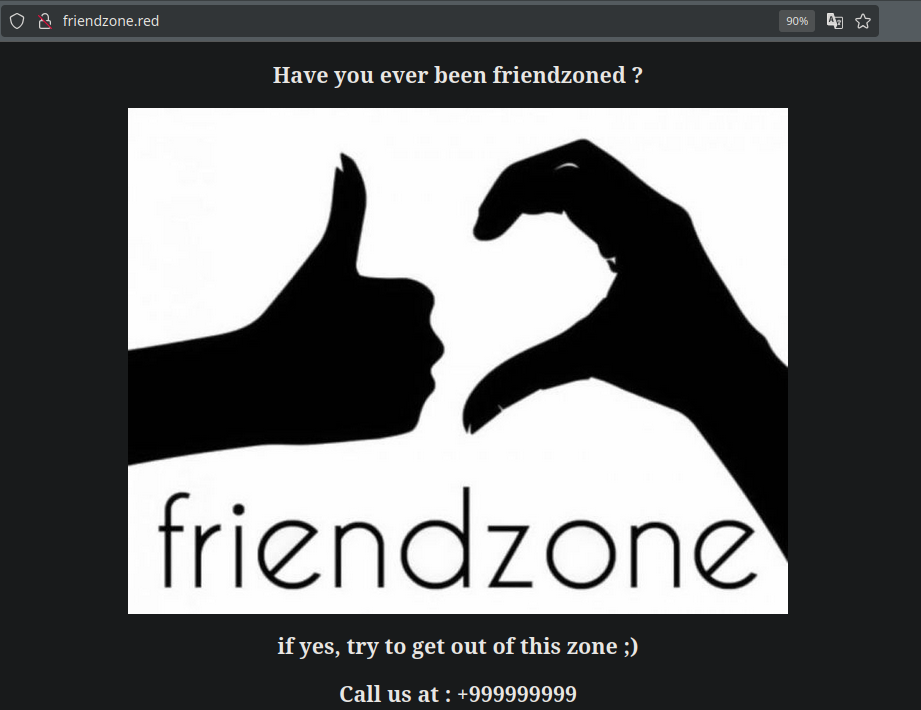 friendzone.red
90%
Have you ever been friendzoned ?
friendzone
if yes, try to get out of this zone ;)
Call us at : +999999999